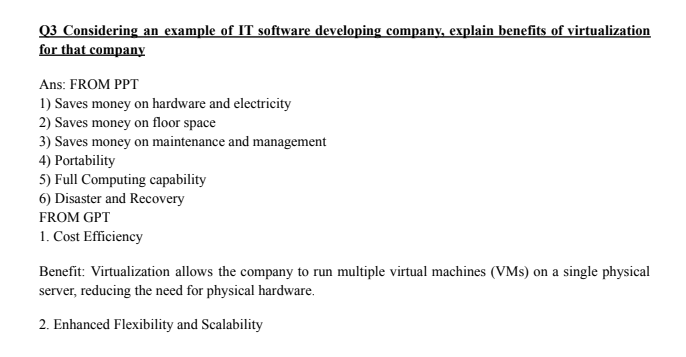 Q3 Considering an example of IT software developing company, explain benefits of virtualization
for that company
Ans: FROM PPT
1) Saves money on hardware and electricity
2) Saves money on floor space
3) Saves money on maintenance and management
4) Portability
5) Full Computing capability
6) Disaster and Recovery
FROM GPT
1. Cost Efficiency
Benefit: Virtualization allows the company to run multiple virtual machines (VMs) on a single physical
server, reducing the need for physical hardware.
2. Enhanced Flexibility and Scalability